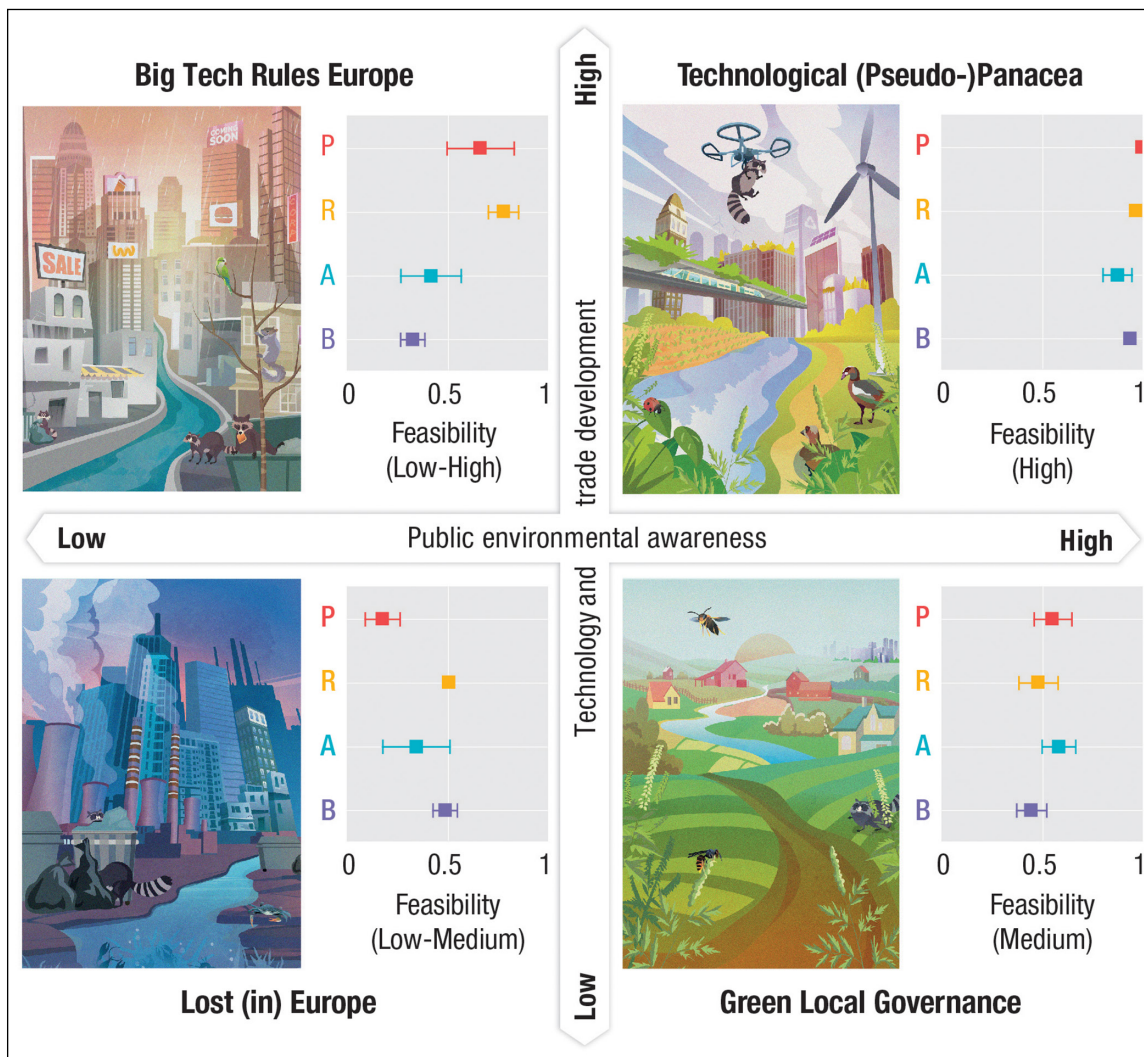 High
Big Tech Rules Europe
Technological (Pseudo-)Panacea
COMING
SOON
SALE
P
R
A
B
0
0.5
1
Feasibility
(Low-High)
P
R
A
B
0
0.5
1
Feasibility
(High)
Technology and trade development
Low
Public environmental awareness
High
P
R
A
B
0
0.5
1
Feasibility
(Low-Medium)
P
R
A
B
0
0.5
1
Feasibility
(Medium)
Lost (in) Europe
Low
Green Local Governance